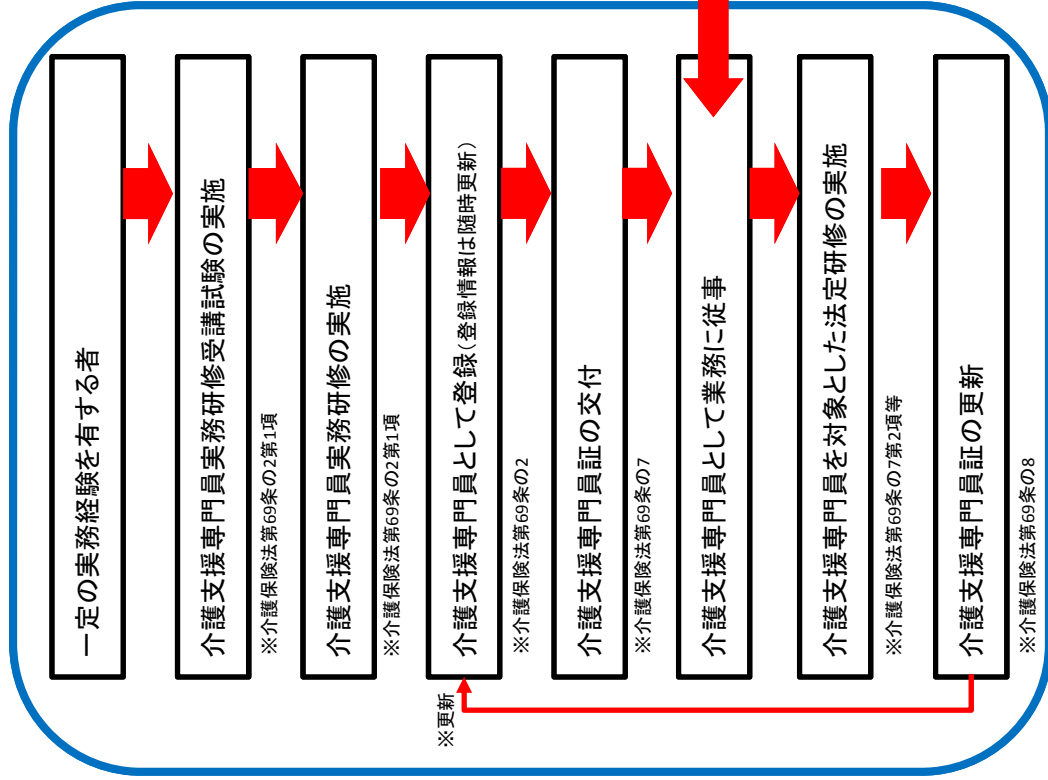 一定の実務経験を有する者
介護支援専門員実務研修受講試験の実施
※介護保険法第69条の2第1項
介護支援専門員実務研修の実施
※介護保険法第69条の2第1項
介護支援専門員として登録（登録情報は随時更新）
※介護保険法第69条の2
介護支援専門員証の交付
※介護保険法第69条の7
介護支援専門員として業務に従事
介護支援専門員を対象とした法定研修の実施
※介護保険法第69条の7第2項等
介護支援専門員証の更新
※介護保険法第69条の8
※更新